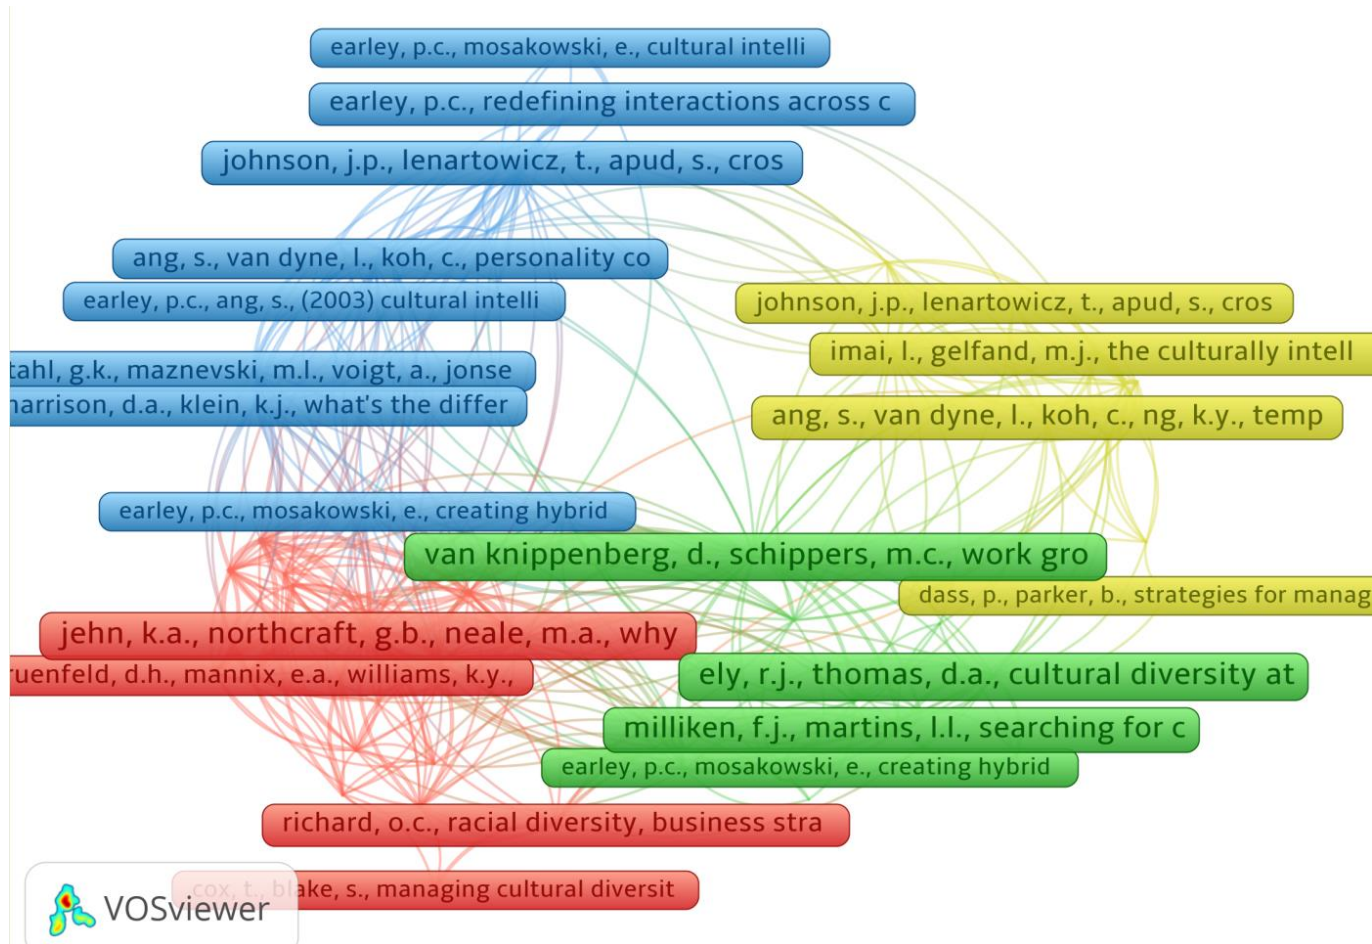 earley, p.c., mosakowski, e., cultural intelli
earley, p.c., redefining interactions across c
johnson, j.p., lenartowicz, t., apud, s., cros
ang, s., van dyne, l., koh, c., personality co
earley, p.c., ang, s., (2003) cultural intelli
johnson, j.p., lenartowicz, t., apud, s., cros
imai, l., gelfand, m.j., the culturally intell
tahl, g.k., maznevski, m.l., voigt, a., jonse
harrison, d.a., klein, k.j., what's the differ
ang, s., van dyne, l., koh, c., ng, k.y., temp
earley, p.c., mosakowski, e., creating hybrid
van knippenberg, d., schippers, m.c., work gro
dass, p., parker, b., strategies for manag
jehn, k.a., northcraft, g.b., neale, m.a., why
ruenfeld, d.h., mannix, e.a., williams, k.y.,
ely, r.j., thomas, d.a., cultural diversity at
milliken, f.j., martins, l.l., searching for c
earley, p.c., mosakowski, e., creating hybrid
richard, o.c., racial diversity, business stra
cox, t., blake, s., managing cultural diversit
VOSviewer